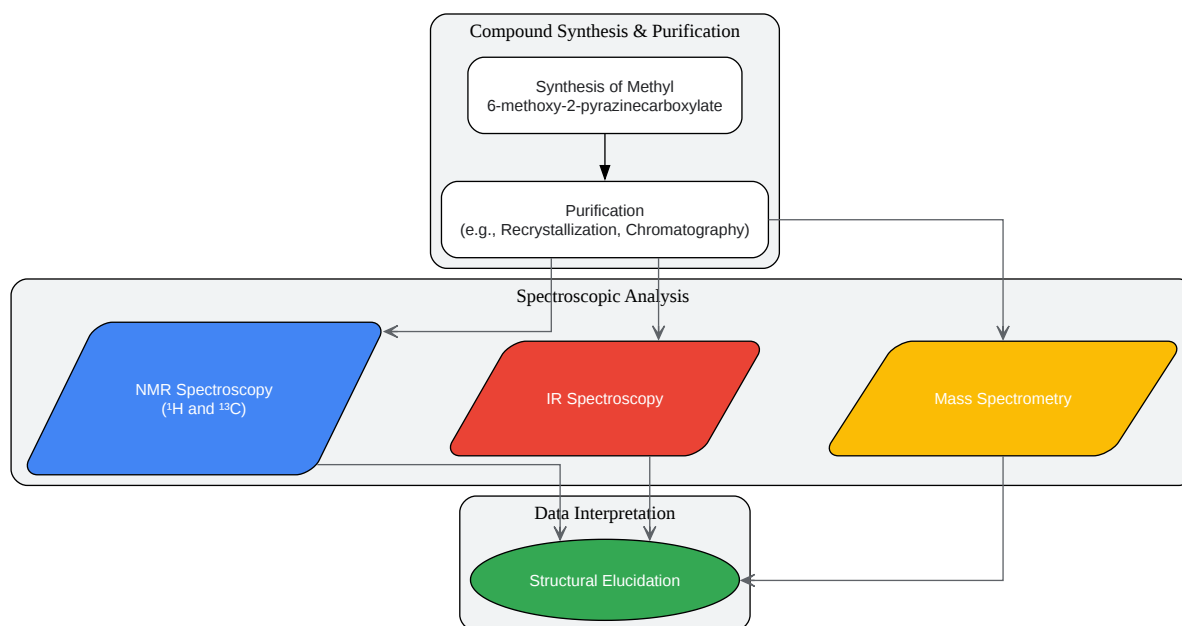 Compound Synthesis & Purification
Synthesis of Methyl
6-methoxy-2-pyrazinecarboxylate
Purification
(e.g., Recrystallization, Chromatography)
Spectroscopic Analysis
NMR Spectroscopy
(¹H and ¹³C)
IR Spectroscopy
Mass Spectrometry
Data Interpretation
Structural Elucidation